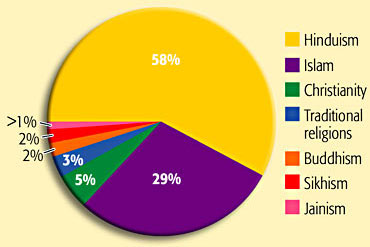 58%
29%
5%
3%
2%
2%
>1%
Hinduism
Islam
Christianity
Traditional
religions
Buddhism
Sikhism
Jainism